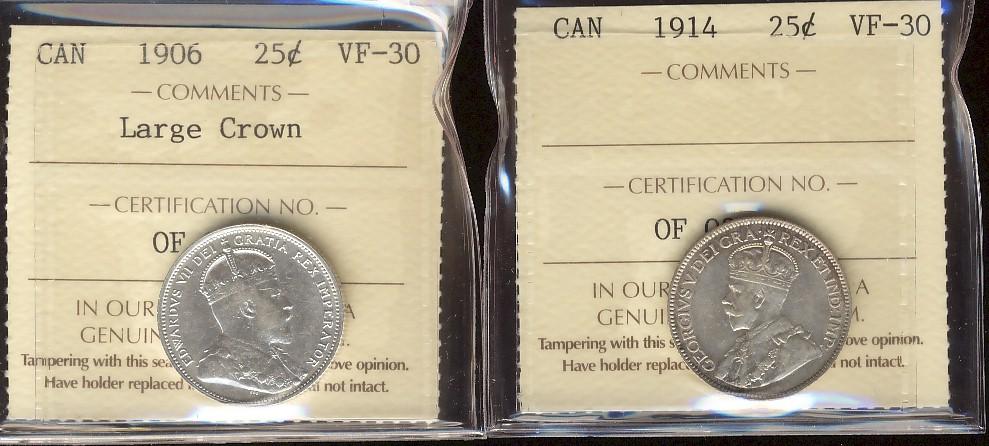 CAN 1906 25¢ VF-30
— COMMENTS —
Large Crown
— CERTIFICATION NO. —
OF
IN OUR A
GENUIN .
Tampering with this sea ove opinion.
Have holder replaced not intact.
EDWARDVS VII DEI GRATIA REX IMPERATOR
CAN 1914 25¢ VF-30
— COMMENTS —
— CERTIFICATION NO. —
OF
IN OUR A
GENUI M.
Tampering with this s ove opinion.
Have holder replac not intact.
GEORGIVS V DEI GRA: REX ET IND:IMP: